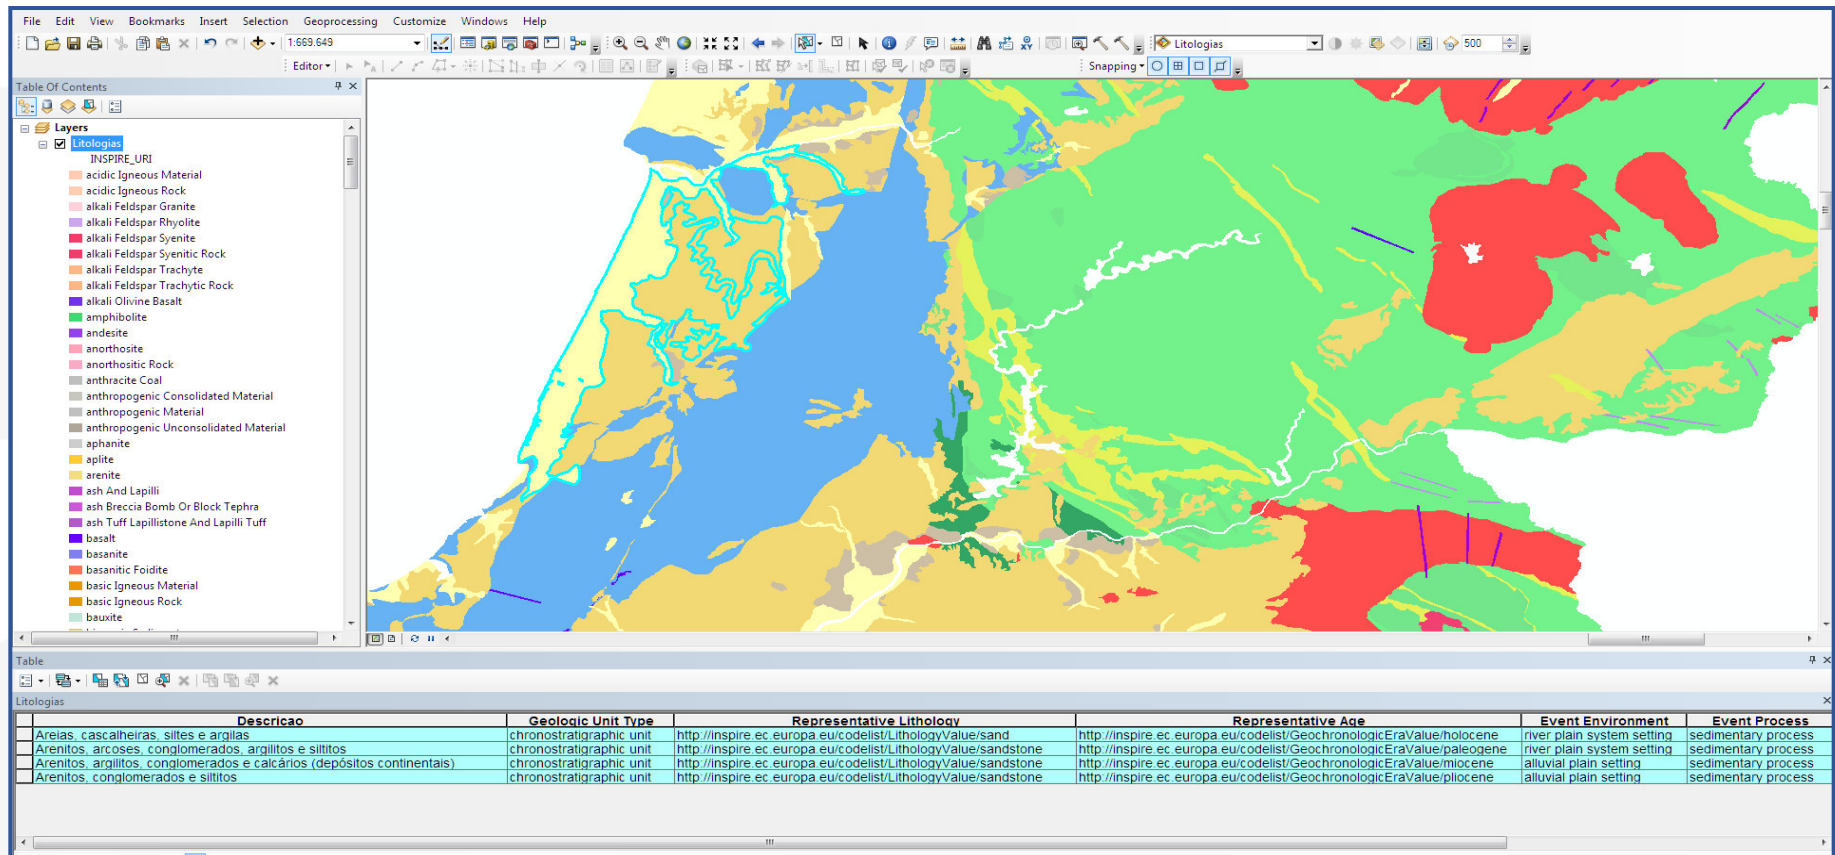 File Edit View Bookmarks Insert Selection Geoprocessing Customize Windows Help
1:669.649 Litologias 500
Editor Snapping
Table Of Contents
Layers
Litologias
INSPIRE_URI
acidic Igneous Material
acidic Igneous Rock
alkali Feldspar Granite
alkali Feldspar Rhyolite
alkali Feldspar Syenite
alkali Feldspar Syenitic Rock
alkali Feldspar Trachyte
alkali Feldspar Trachytic Rock
alkali Olivine Basalt
amphibolite
andesite
anorthosite
anorthositic Rock
anthracite Coal
anthropogenic Consolidated Material
anthropogenic Material
anthropogenic Unconsolidated Material
aphanite
aplite
arenite
ash And Lapilli
ash Breccia Bomb Or Block Tephra
ash Tuff Lapillistone And Lapilli Tuff
basalt
basanite
basanitic Foidite
basic Igneous Material
basic Igneous Rock
bauxite
Table
Litologias
Descricao Geologic Unit Type Representative Lithology Representative Age Event Environment Event Process
Areias, cascalheiras, siltes e argilas chronostratigraphic unit http://inspire.ec.europa.eu/codelist/LithologyValue/sand http://inspire.ec.europa.eu/codelist/GeochronologicEraValue/holocene river plain system setting sedimentary process
Arenitos, arcoses, conglomerados, argilitos e siltitos chronostratigraphic unit http://inspire.ec.europa.eu/codelist/LithologyValue/sandstone http://inspire.ec.europa.eu/codelist/GeochronologicEraValue/paleogene river plain system setting sedimentary process
Arenitos, argilitos, conglomerados e calcários (depósitos continentais) chronostratigraphic unit http://inspire.ec.europa.eu/codelist/LithologyValue/sandstone http://inspire.ec.europa.eu/codelist/GeochronologicEraValue/miocene alluvial plain setting sedimentary process
Arenitos, conglomerados e siltitos chronostratigraphic unit http://inspire.ec.europa.eu/codelist/LithologyValue/sandstone http://inspire.ec.europa.eu/codelist/GeochronologicEraValue/pliocene alluvial plain setting sedimentary process